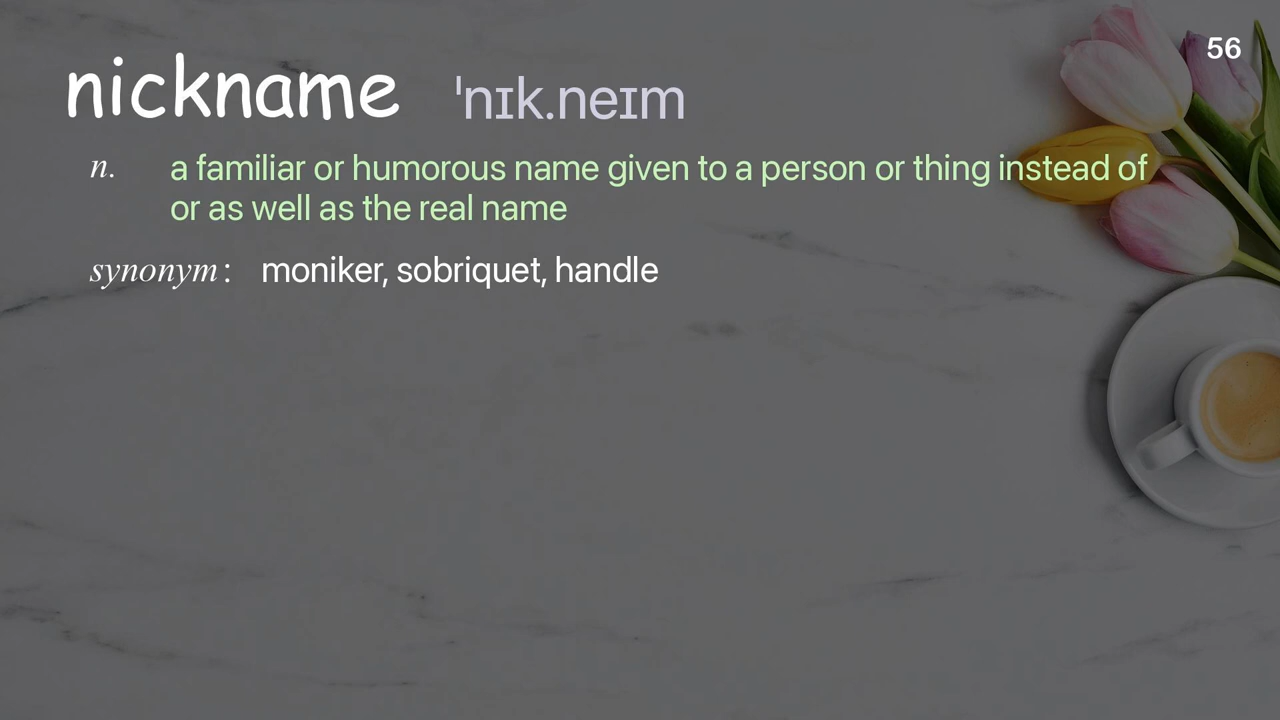 56
nickname ˈnɪk.neɪm
n. a familiar or humorous name given to a person or thing instead of
or as well as the real name
synonym: moniker, sobriquet, handle